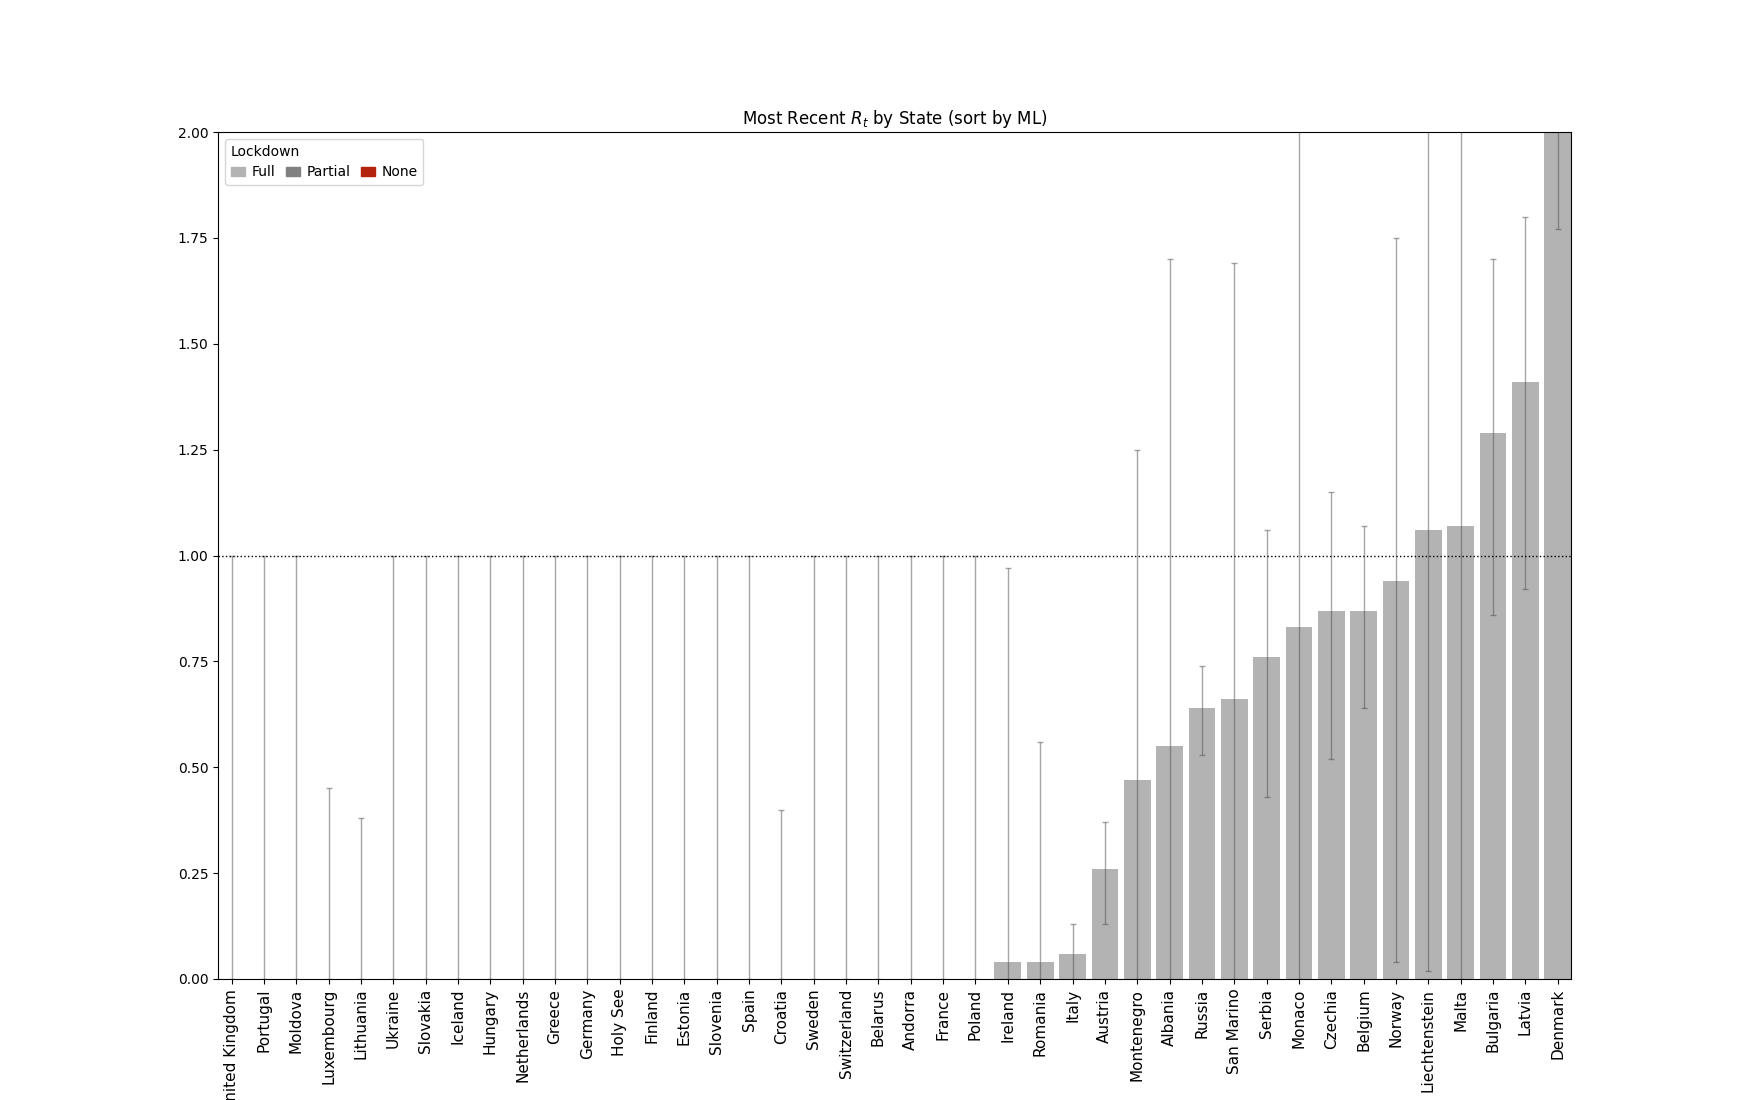 Most Recent Rt by State (sort by ML)
Lockdown
Full Partial None
2.00
1.75
1.50
1.25
1.00
0.75
0.50
0.25
0.00
nited Kingdom
Portugal
Moldova
Luxembourg
Lithuania
Ukraine
Slovakia
Iceland
Hungary
Netherlands
Greece
Germany
Holy See
Finland
Estonia
Slovenia
Spain
Croatia
Sweden
Switzerland
Belarus
Andorra
France
Poland
Ireland
Romania
Italy
Austria
Montenegro
Albania
Russia
San Marino
Serbia
Monaco
Czechia
Belgium
Norway
Liechtenstein
Malta
Bulgaria
Latvia
Denmark